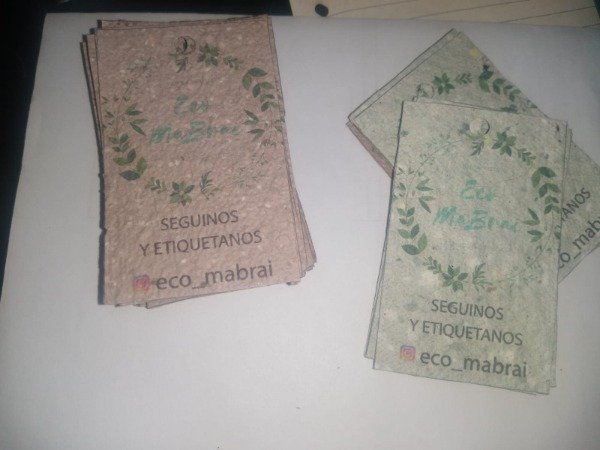 Eco
MaBrai
SEGUINOS
Y ETIQUETANOS
eco_mabrai
Eco
MaBrai
SEGUINOS
Y ETIQUETANOS
eco_mabrai